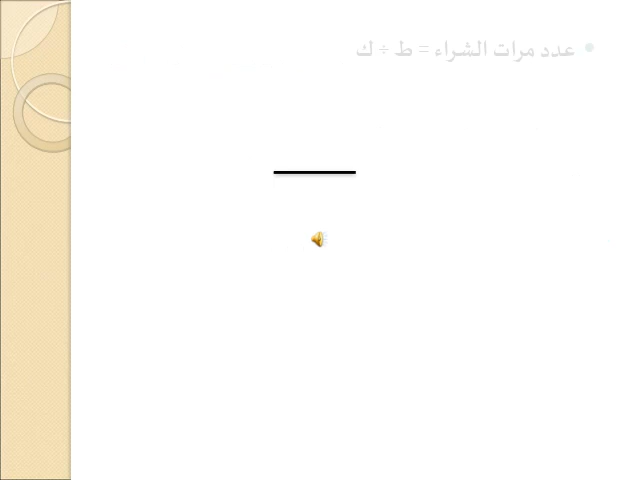 عدد مرات الشراء = ط ÷ ك